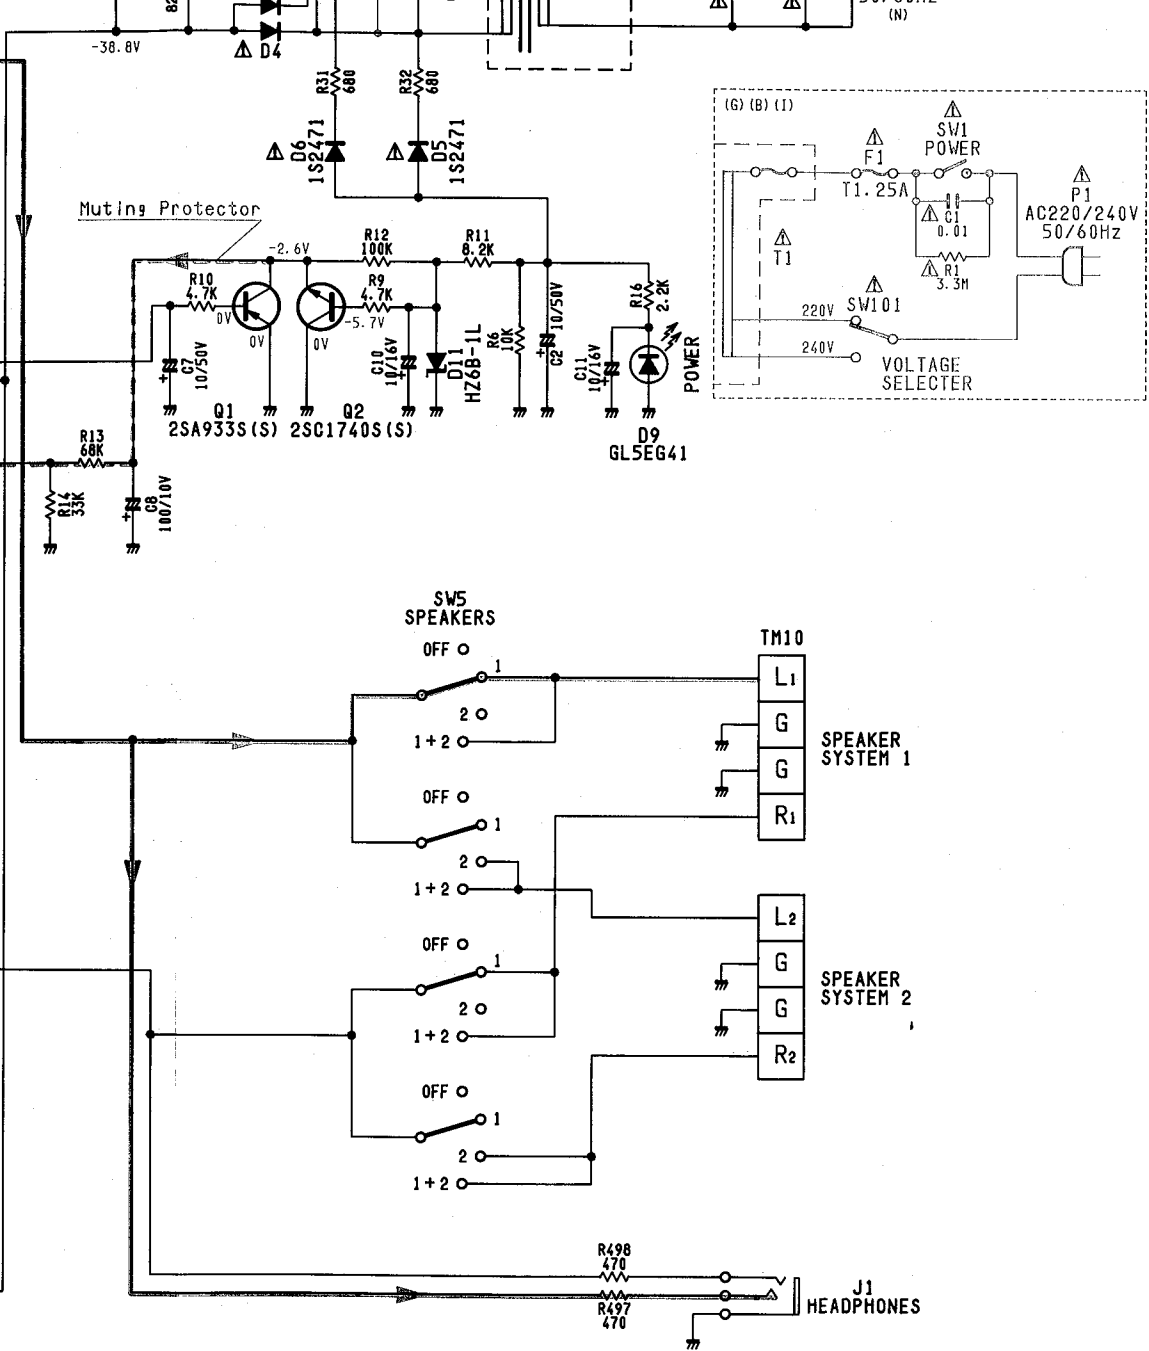 82
-38.8V
D4
(N)
R31
680
R32
680
D6
1S2471
D5
1S2471
(G) (B) (I)
SW1
POWER
F1
T1.25A
P1
AC220/240V
50/60Hz
C1
0.01
R1
3.3M
T1
SW101
220V
240V
VOLTAGE
SELECTER
Muting Protector
-2.6V
R12
100K
R11
8.2K
R10
4.7K
R9
4.7K
0V
0V
-5.7V
0V
C7
10/50V
C10
10/16V
D11
HZ6B-1L
R6
10K
C2
10/50V
R16
2.2K
C11
10/16V
POWER
Q1
2SA933S(S)
Q2
2SC1740S(S)
D9
GL5EG41
R13
68K
R14
33K
C8
100/10V
SW5
SPEAKERS
OFF
1
2
1+2
OFF
1
2
1+2
OFF
1
2
1+2
OFF
1
2
1+2
TM10
L1
G
G
R1
SPEAKER
SYSTEM 1
L2
G
G
R2
SPEAKER
SYSTEM 2
R498
470
R497
470
J1
HEADPHONES